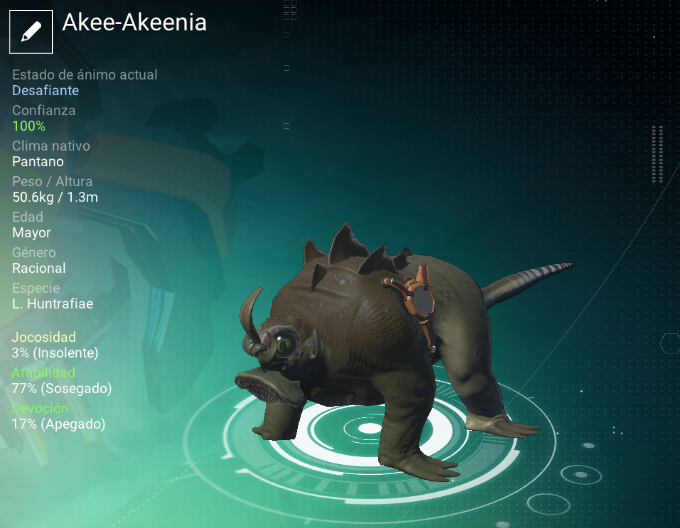 Akee-Akeenia
Estado de ánimo actual
Desafiante
Confianza
100%
Clima nativo
Pantano
Peso / Altura
50.6kg / 1.3m
Edad
Mayor
Género
Racional
Especie
L. Huntrafiae
Jocosidad
3% (Insolente)
Afabilidad
77% (Sosegado)
Devoción
17% (Apegado)